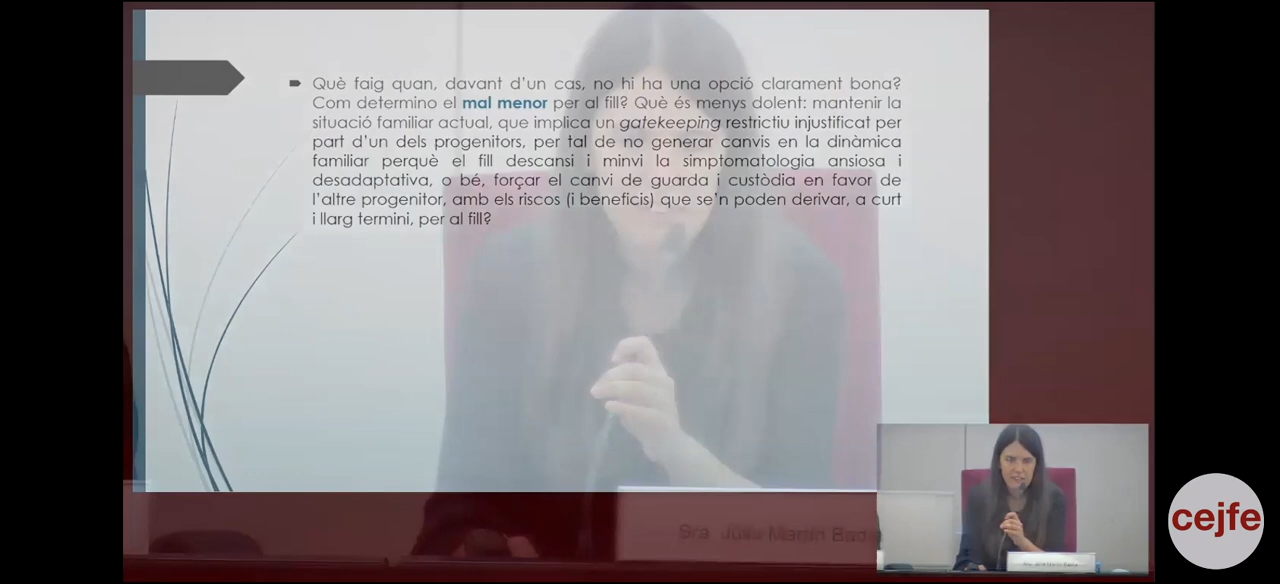 Què faig quan, davant d'un cas, no hi ha una opció clarament bona?
Com determino el mal menor per al fill? Què és menys dolent: mantenir la
situació familiar actual, que implica un gatekeeping restrictiu injustificat per
part d'un dels progenitors, per tal de no generar canvis en la dinàmica
familiar perquè el fill descansi i minvi la simptomatologia ansiosa i
desadaptativa, o bé, forçar el canvi de guarda i custòdia en favor de
l'altre progenitor, amb els riscos (i beneficis) que se'n poden derivar, a curt
i llarg termini, per al fill?
Sra. Júlia Martín Badia
cejfe